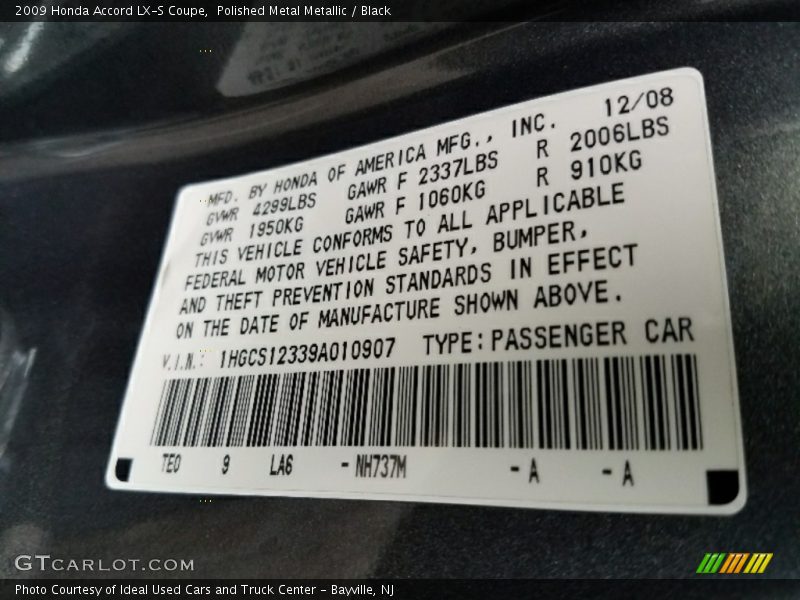 2009 Honda Accord LX-S Coupe,  Polished Metal Metallic / Black
MFD. BY HONDA OF AMERICA MFG., INC. 12/08
GVWR 4299LBS GAWR F 2337LBS R 2006LBS
GVWR 1950KG GAWR F 1060KG R 910KG
THIS VEHICLE CONFORMS TO ALL APPLICABLE
FEDERAL MOTOR VEHICLE SAFETY, BUMPER,
AND THEFT PREVENTION STANDARDS IN EFFECT
ON THE DATE OF MANUFACTURE SHOWN ABOVE.
V.I.N.: 1HGCS12339A010907 TYPE:PASSENGER CAR
TE0 9 LA6 -NH737M -A -A
GTCARLOT.COM
Photo Courtesy of Ideal Used Cars and Truck Center - Bayville, NJ